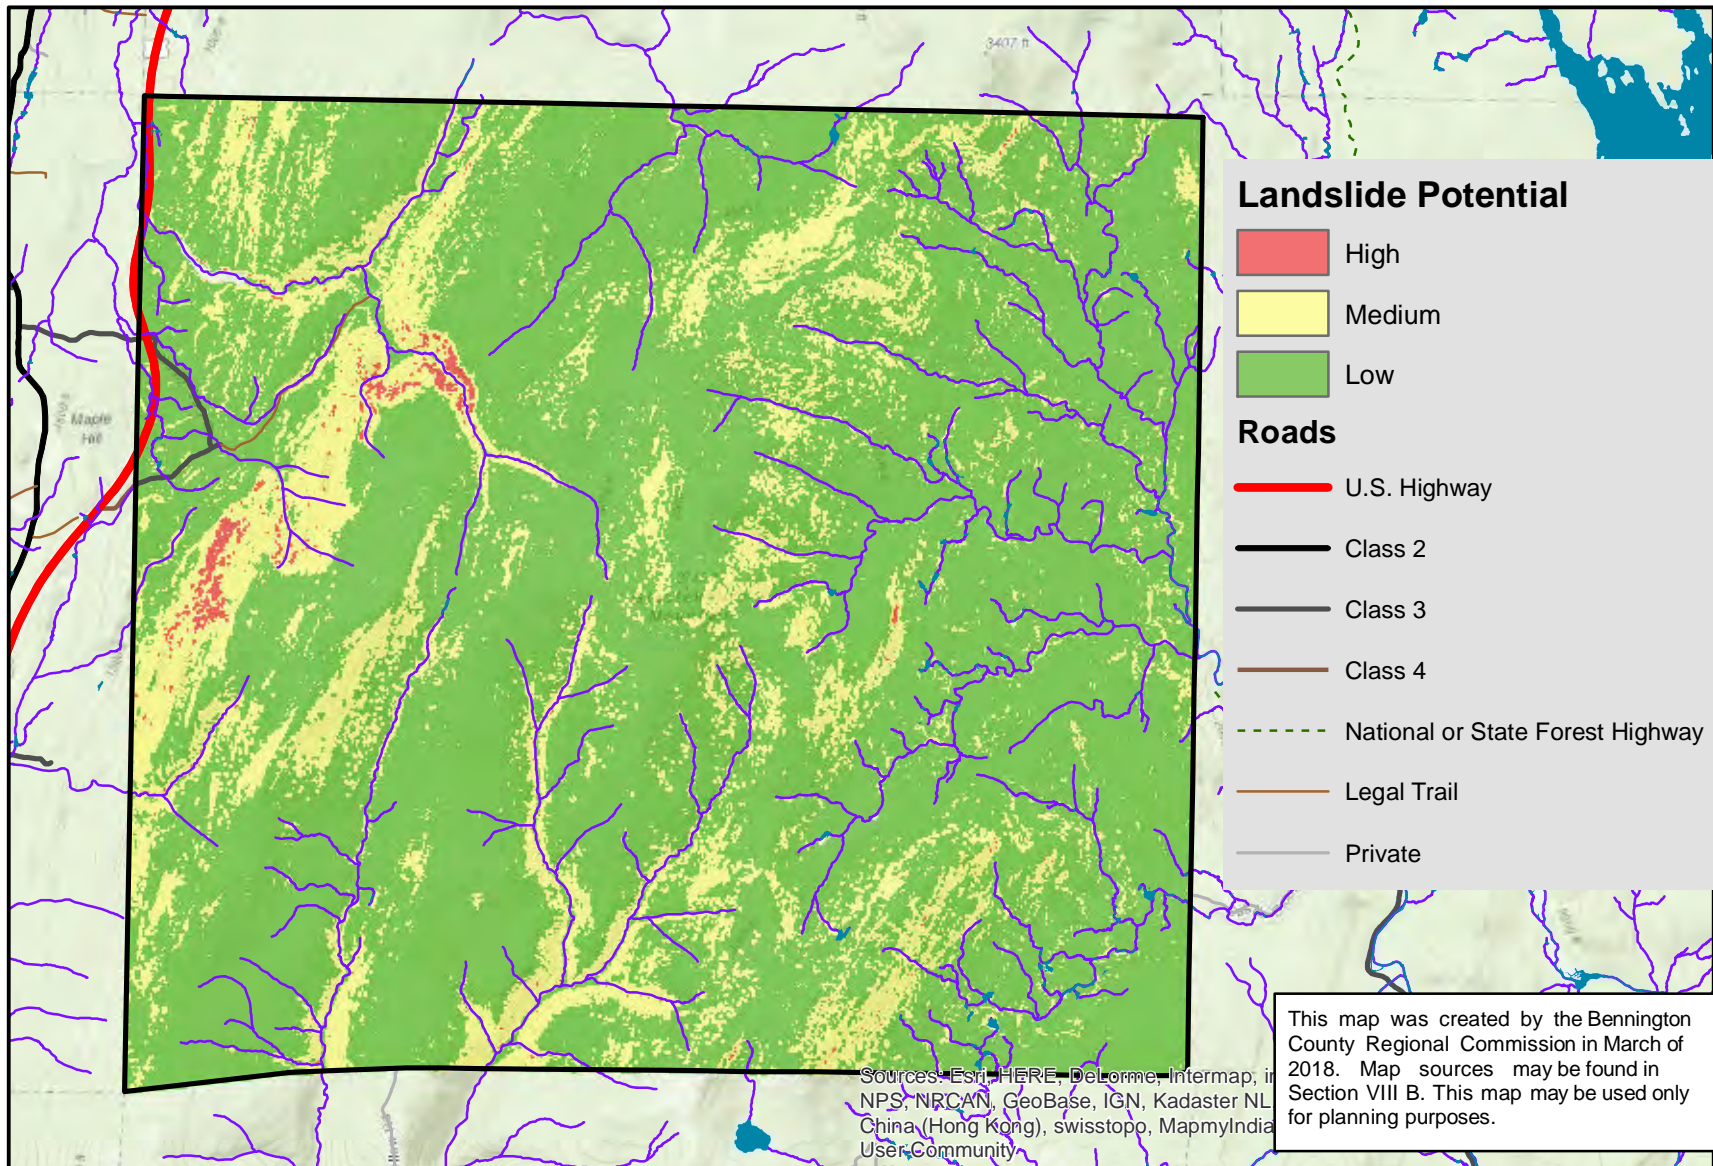 3407 ft
Landslide Potential
High
Medium
Low
Roads
U.S. Highway
Class 2
Class 3
Class 4
National or State Forest Highway
Legal Trail
Private
Maple
Hill
This map was created by the Bennington
County Regional Commission in March of
2018. Map sources may be found in
Section VIII B. This map may be used only
for planning purposes.
Sources: Esri, HERE, DeLorme, Intermap,
NPS, NRCAN, GeoBase, IGN, Kadaster NL
China (Hong Kong), swisstopo, MapmyIndia
User Community